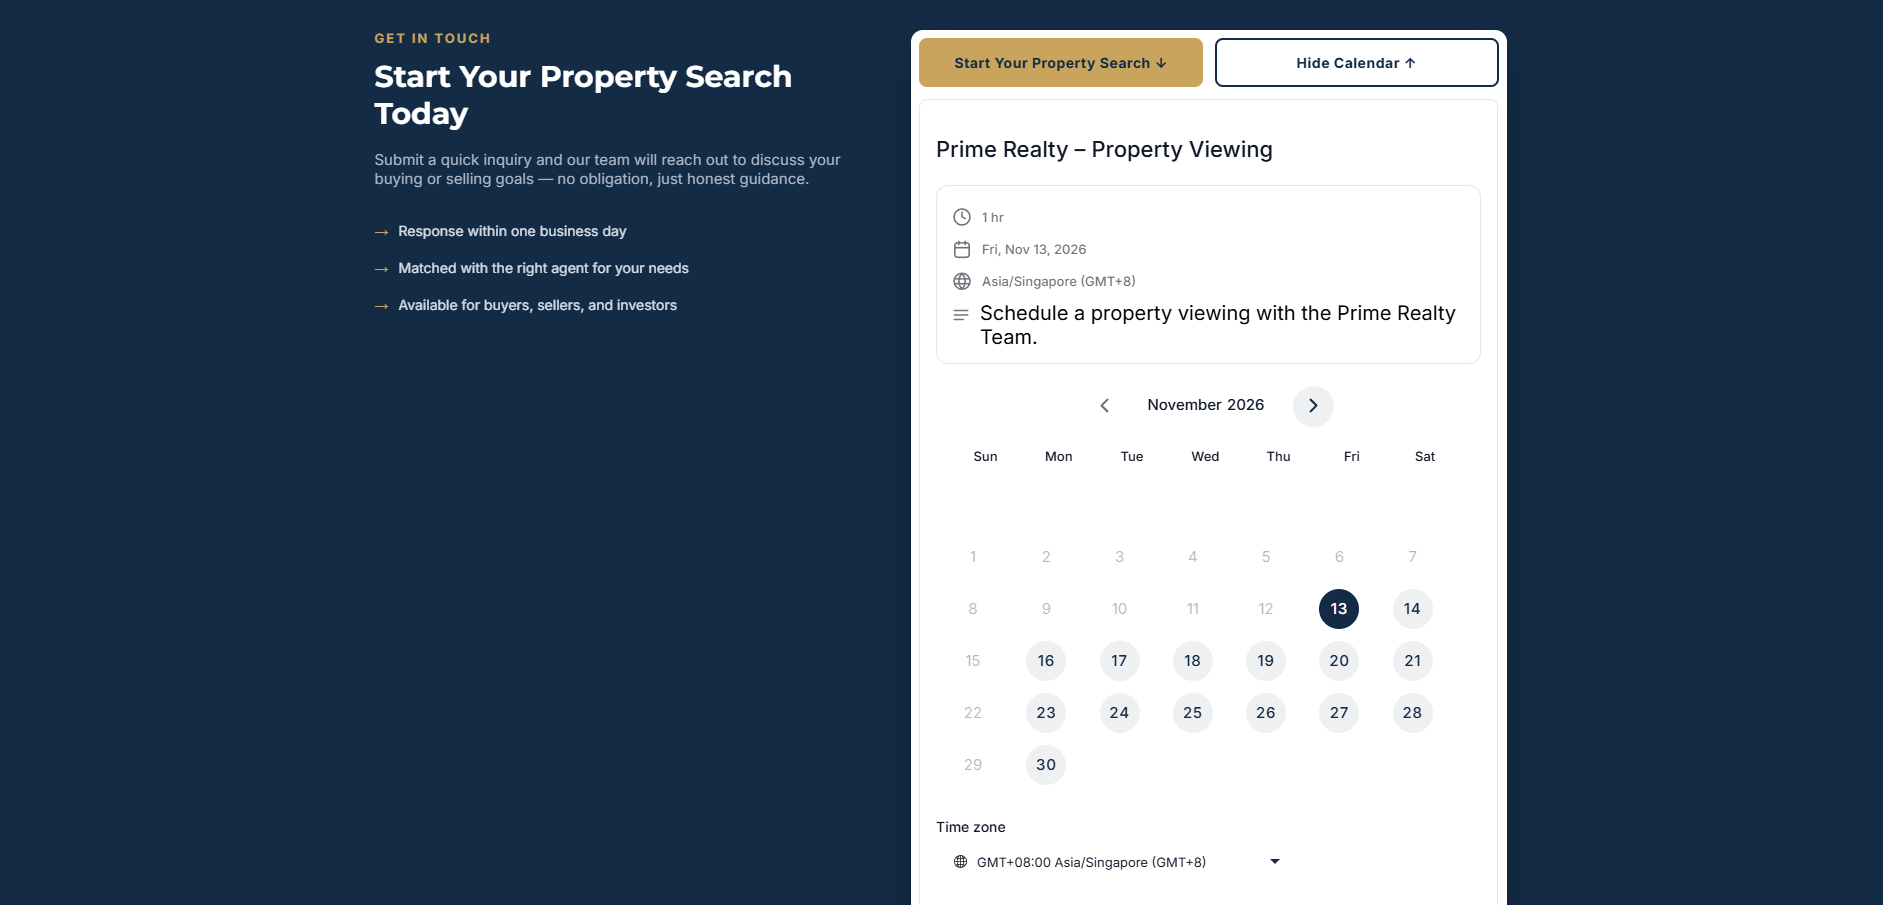 GET IN TOUCH
Start Your Property Search
Today
Submit a quick inquiry and our team will reach out to discuss your
buying or selling goals — no obligation, just honest guidance.
→ Response within one business day
→ Matched with the right agent for your needs
→ Available for buyers, sellers, and investors
Start Your Property Search ↓
Hide Calendar ↑
Prime Realty – Property Viewing
1 hr
Fri, Nov 13, 2026
Asia/Singapore (GMT+8)
Schedule a property viewing with the Prime Realty
Team.
November 2026
Sun Mon Tue Wed Thu Fri Sat
1 2 3 4 5 6 7
8 9 10 11 12 13 14
15 16 17 18 19 20 21
22 23 24 25 26 27 28
29 30
Time zone
GMT+08:00 Asia/Singapore (GMT+8)